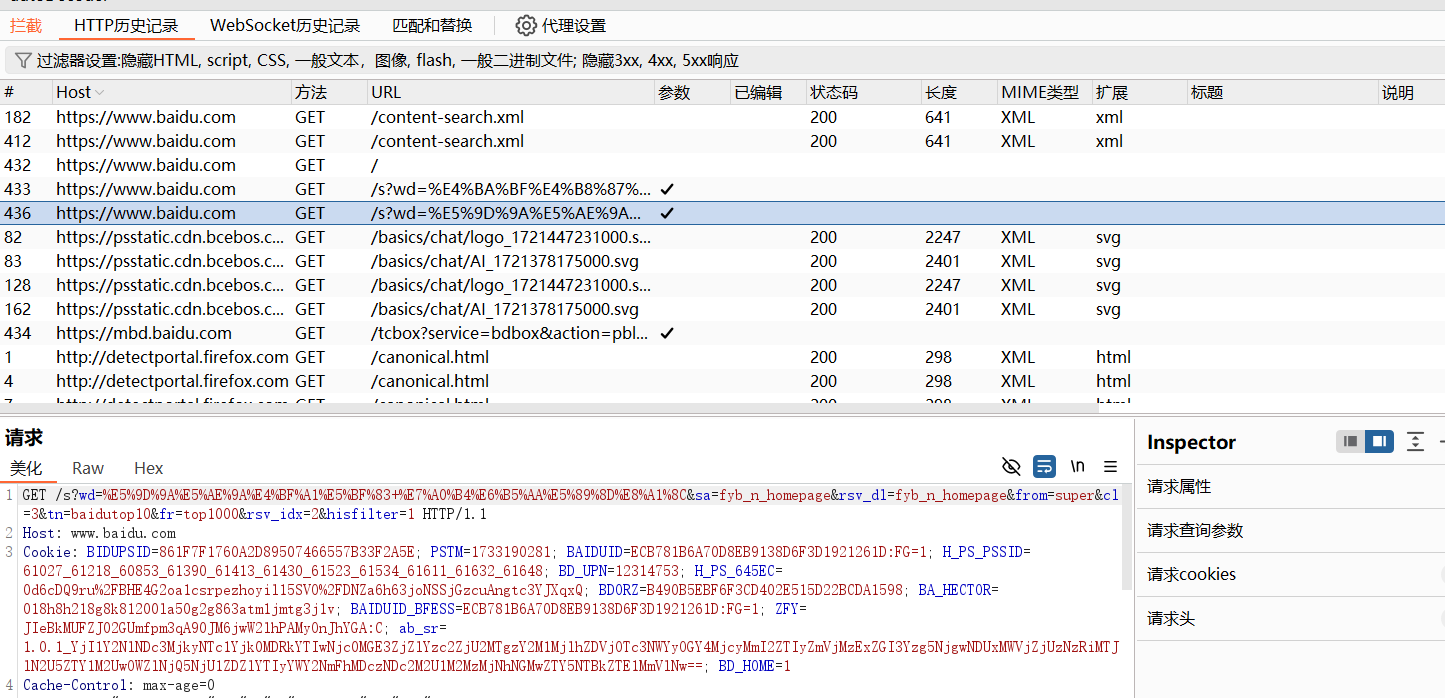 拦截 HTTP历史记录 WebSocket历史记录 匹配和替换 代理设置
过滤器设置:隐藏HTML, script, CSS, 一般文本, 图像, flash, 一般二进制文件; 隐藏3xx, 4xx, 5xx响应
# Host 方法 URL 参数 已编辑 状态码 长度 MIME类型 扩展 标题 说明
182 https://www.baidu.com GET /content-search.xml 200 641 XML xml
412 https://www.baidu.com GET /content-search.xml 200 641 XML xml
432 https://www.baidu.com GET /
433 https://www.baidu.com GET /s?wd=%E4%BA%BF%E4%B8%87%... ✓
436 https://www.baidu.com GET /s?wd=%E5%9D%9A%E5%AE%9A... ✓
82 https://psstatic.cdn.bcebos.c... GET /basics/chat/logo_1721447231000.s... 200 2247 XML svg
83 https://psstatic.cdn.bcebos.c... GET /basics/chat/AI_1721378175000.svg 200 2401 XML svg
128 https://psstatic.cdn.bcebos.c... GET /basics/chat/logo_1721447231000.s... 200 2247 XML svg
162 https://psstatic.cdn.bcebos.c... GET /basics/chat/AI_1721378175000.svg 200 2401 XML svg
434 https://mbd.baidu.com GET /tcbox?service=bdbox&action=pbl... ✓
1 http://detectportal.firefox.com GET /canonical.html 200 298 XML html
4 http://detectportal.firefox.com GET /canonical.html 200 298 XML html
请求
Inspector
美化 Raw Hex \n
请求属性
请求查询参数
请求cookies
请求头
1 GET /s?wd=%E5%9D%9A%E5%AE%9A%E4%BF%A1%E5%BF%83+%E7%A0%B4%E6%B5%AA%E5%89%8D%E8%A1%8C&sa=fyb_n_homepage&rsv_dl=fyb_n_homepage&from=super&cl
=3&tn=baidutop10&fr=top1000&rsv_idx=2&hisfilter=1 HTTP/1.1
2 Host: www.baidu.com
3 Cookie: BIDUPSID=861F7F1760A2D89507466557B33F2A5E; PSTM=1733190281; BAIDUID=ECB781B6A70D8EB9138D6F3D1921261D:FG=1; H_PS_PSSID=
61027_61218_60853_61390_61413_61430_61523_61534_61611_61632_61648; BD_UPN=12314753; H_PS_645EC=
BDORZ=B490B5EBF6F3CD402E515D22BCDA1598; BA_HECTOR=
BAIDUID_BFESS=ECB781B6A70D8EB9138D6F3D1921261D:FG=1; ZFY=
ab_sr=
BD_HOME=1
4 Cache-Control: max-age=0